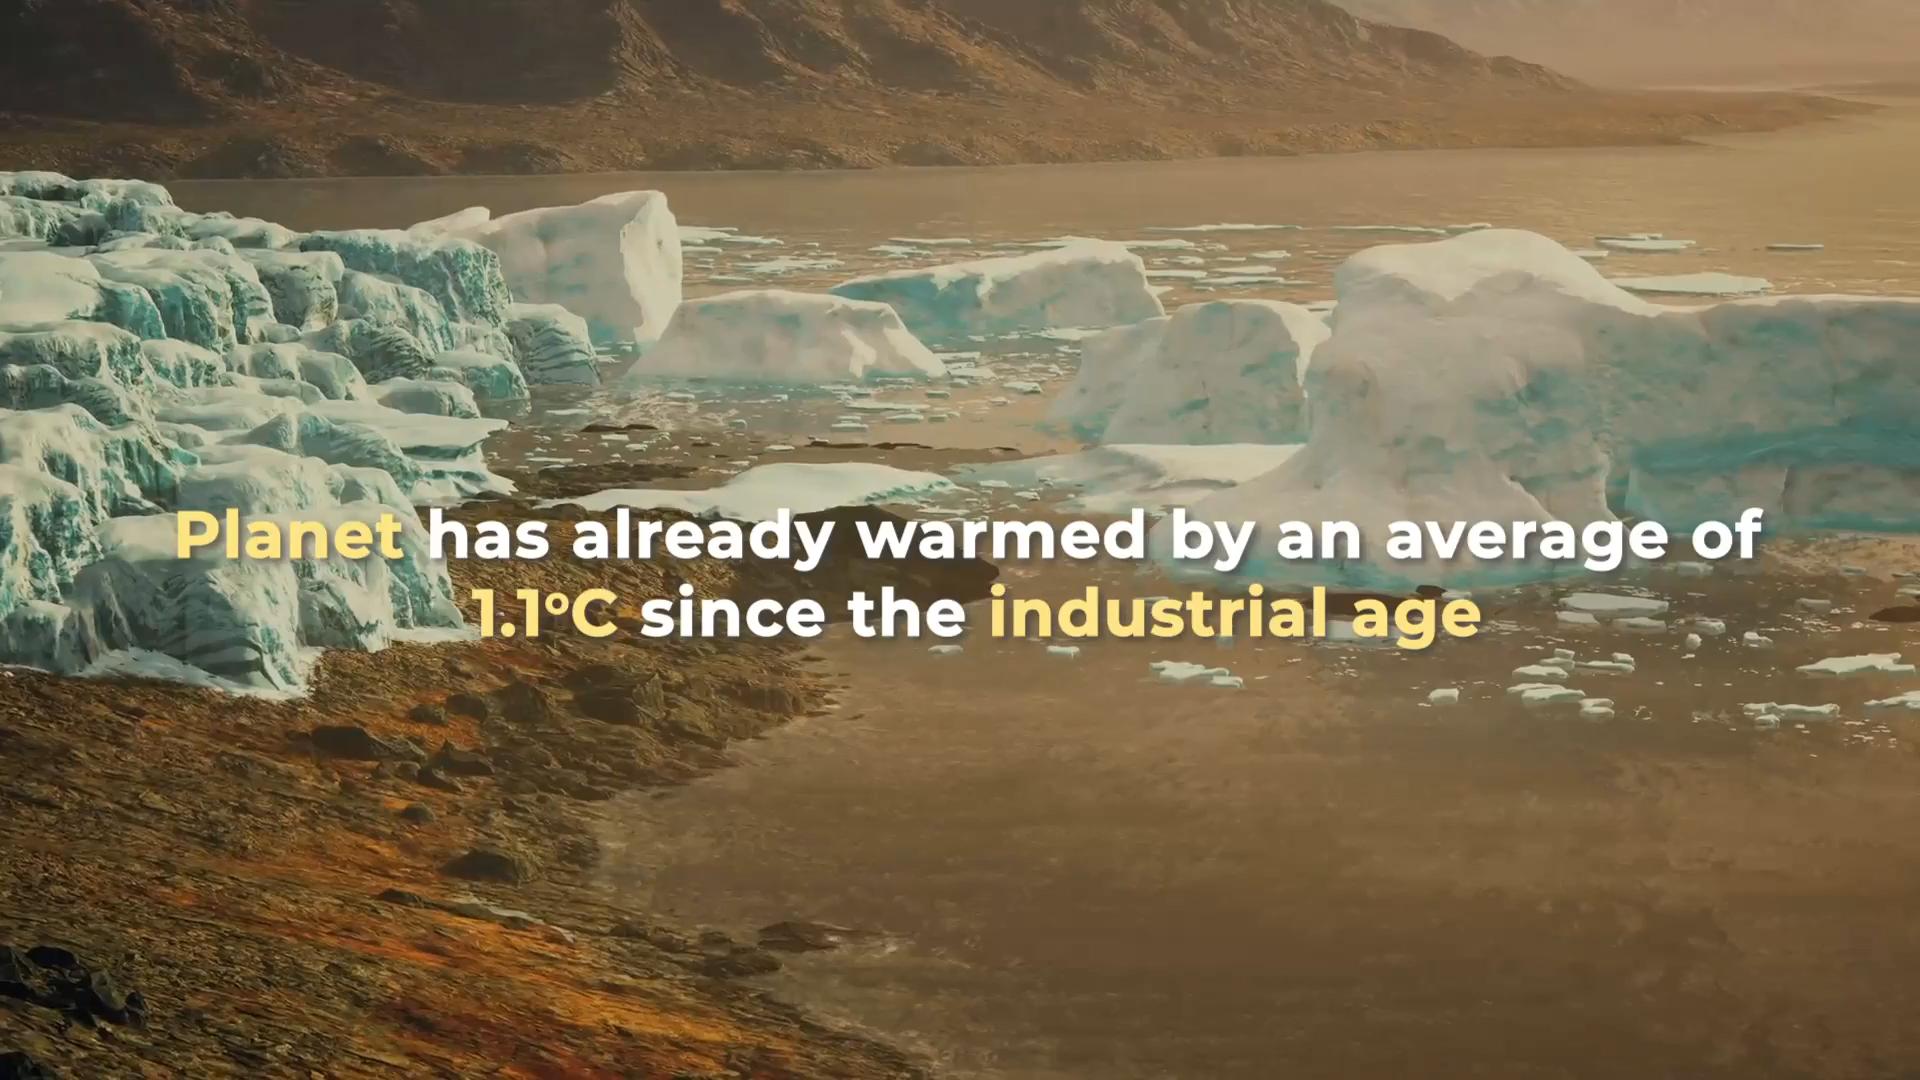 Planet has already warmed by an average of
1.1°C since the industrial age